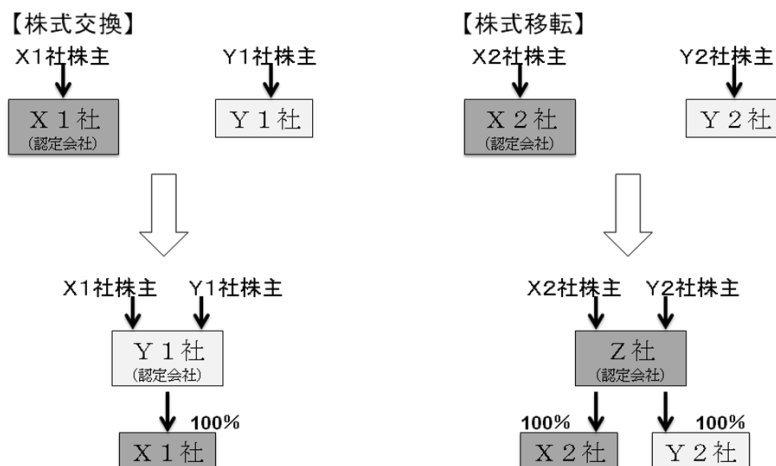 【株式交換】
X1社株主
Y1社株主
X1社
(認定会社)
Y1社
X1社株主
Y1社株主
Y1社
(認定会社)
100%
X1社
【株式移転】
X2社株主
Y2社株主
X2社
(認定会社)
Y2社
X2社株主
Y2社株主
Z社
(認定会社)
100%
100%
X2社
Y2社